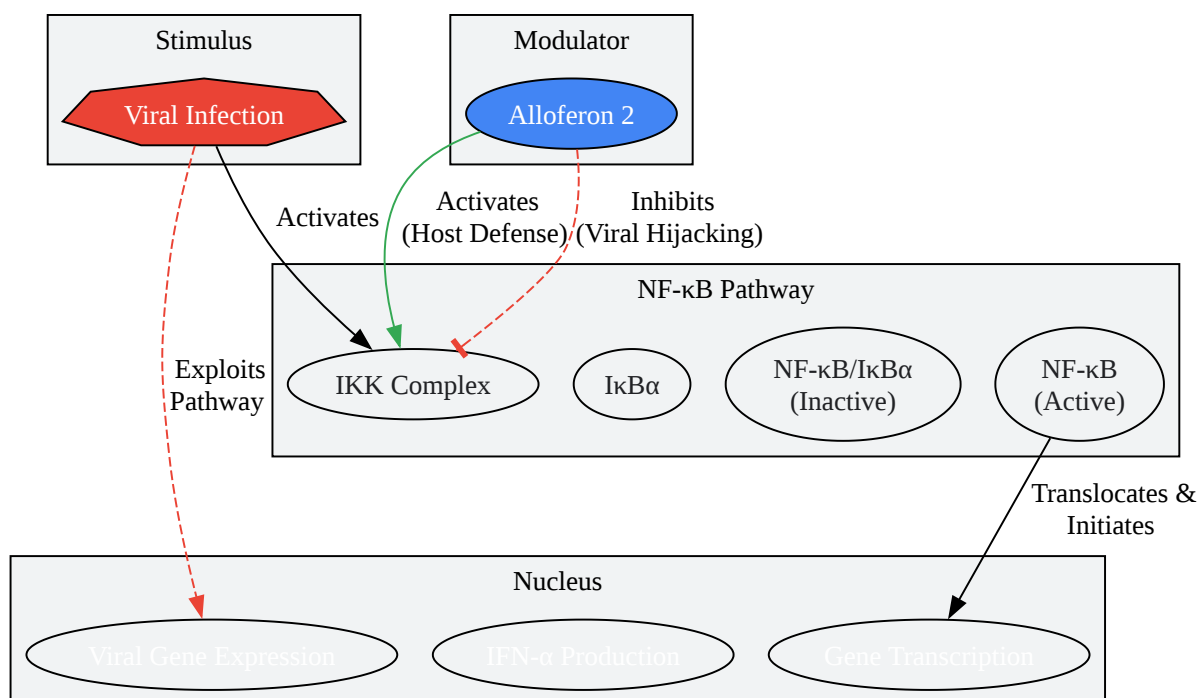 Stimulus
Modulator
Viral Infection
Alloferon 2
Activates
Activates
(Host Defense)
Inhibits
(Viral Hijacking)
NF-κB Pathway
Exploits
Pathway
IKK Complex
IκBα
NF-κB/IκBα
(Inactive)
NF-κB
(Active)
Translocates &
Initiates
Nucleus
Viral Gene Expression
IFN-α Production
Gene Transcription